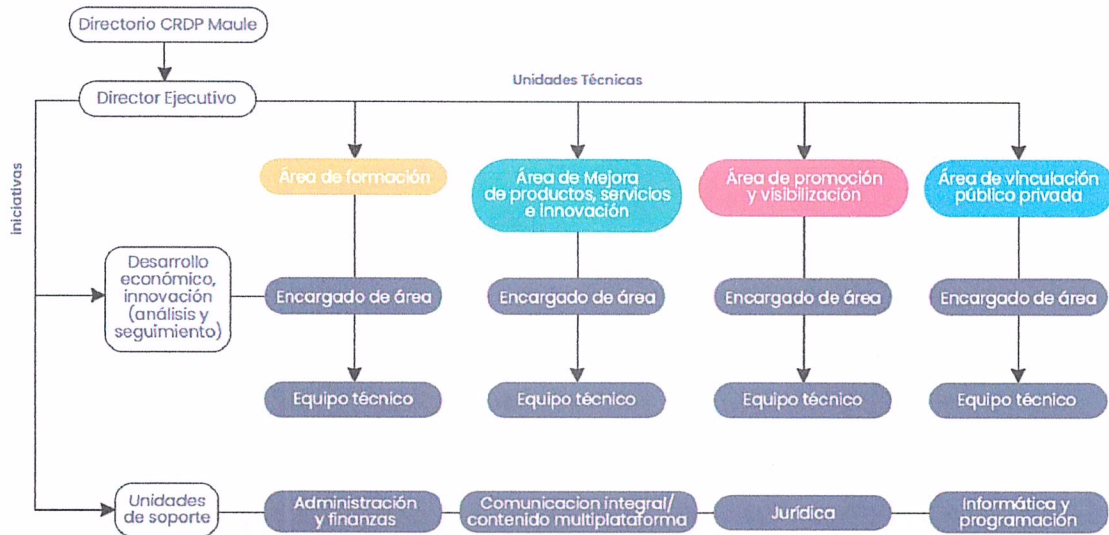 Directorio CRDP Maule
Unidades Técnicas
Director Ejecutivo
iniciativas
Área de formación
Área de Mejora
de productos, servicios
e innovación
Área de promoción
y visibilización
Área de vinculación
público privada
Desarrollo
económico,
innovación
(análisis y
seguimiento)
Encargado de área
Encargado de área
Encargado de área
Encargado de área
Equipo técnico
Equipo técnico
Equipo técnico
Equipo técnico
Unidades
de soporte
Administración
y finanzas
Comunicacion integral/
contenido multiplataforma
Jurídica
Informática y
programación